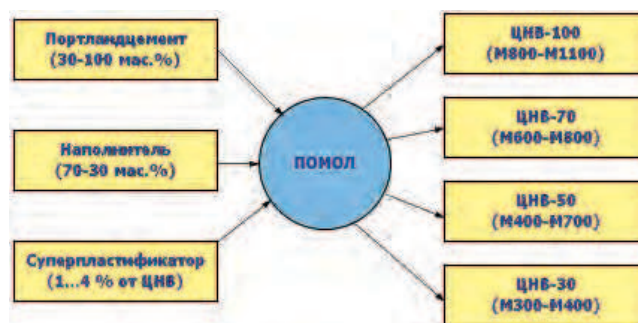 Портландцемент
(30-100 мас.%)
Наполнитель
(70-30 мас.%)
Суперпластификатор
(1...4 % от ЦНВ)
ПОМОЛ
ЦНВ-100
(М800-М1100)
ЦНВ-70
(М600-М800)
ЦНВ-50
(М400-М700)
ЦНВ-30
(М300-М400)